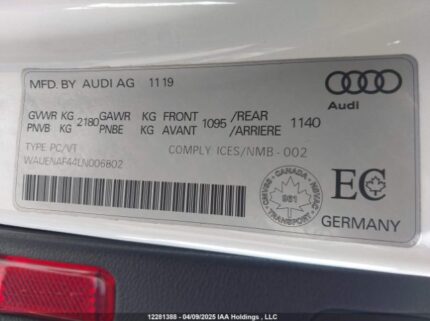 MFD. BY AUDI AG 11 19
Audi
GVWR KG 2180 GAWR KG FRONT 1095 /REAR 1140
PNVB KG PNBE KG AVANT /ARRIERE
TYPE PC/VT COMPLY. ICES/NMB - 002
WAUENAF44LN006802
CANADA
961
EC
GERMANY
12281388 - 04/09/2025 IAA Holdings , LLC